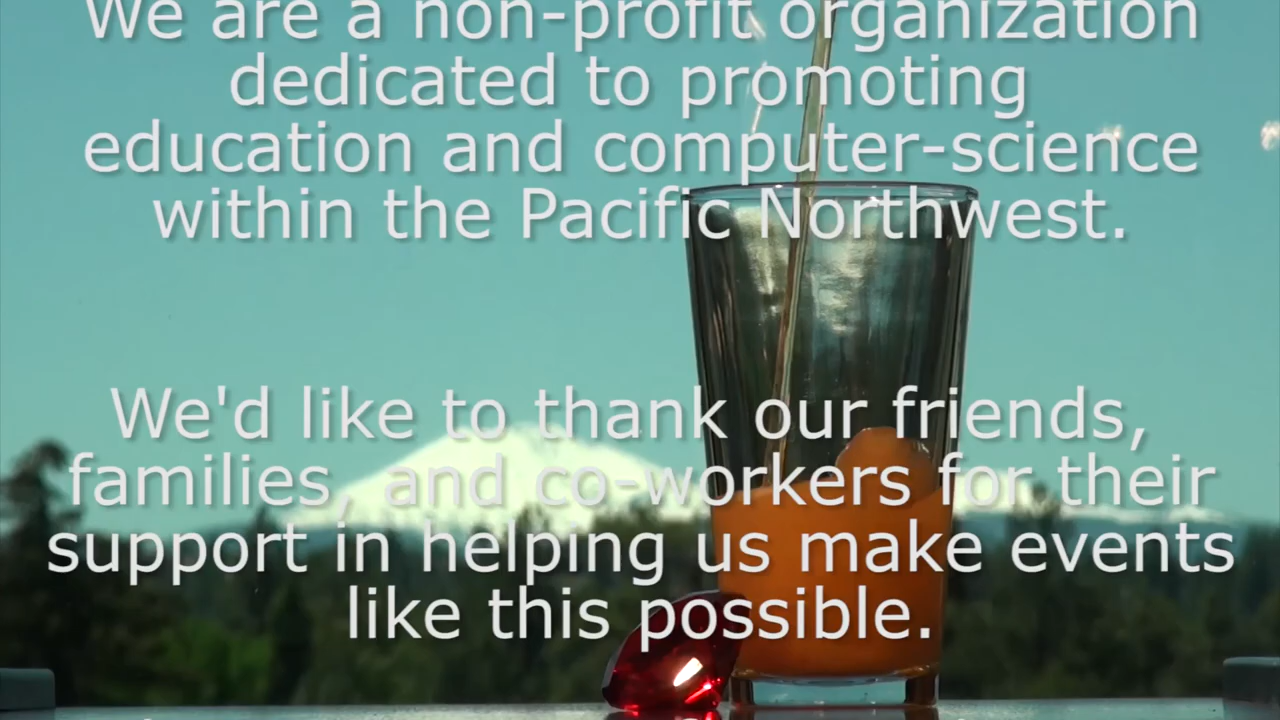 We are a non-profit organization
dedicated to promoting
education and computer-science
within the Pacific Northwest.
We'd like to thank our friends,
families, and co-workers for their
support in helping us make events
like this possible.